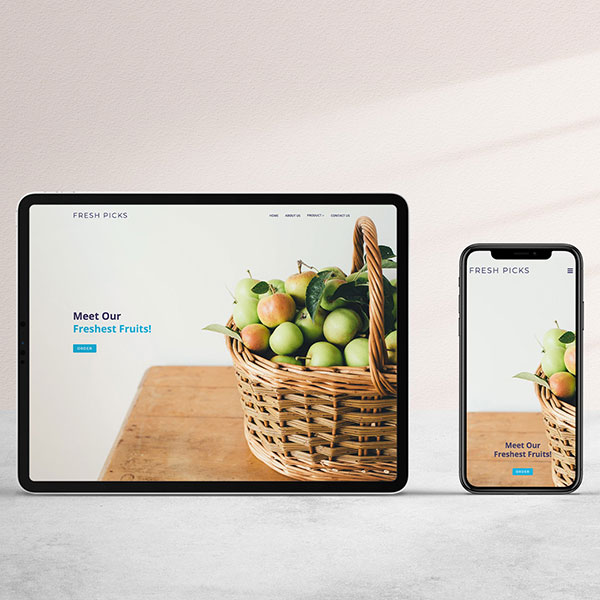 FRESH PICKS
HOME ABOUT US PRODUCT CONTACT US
Meet Our
Freshest Fruits!
ORDER
FRESH PICKS
Meet Our
Freshest Fruits!
ORDER